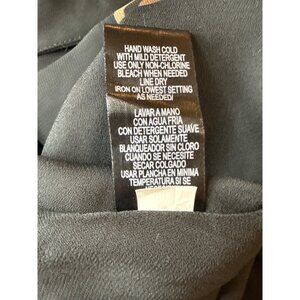 HAND WASH COLD
WITH MILD DETERGENT
USE ONLY NON-CHLORINE
BLEACH WHEN NEEDED
LINE DRY
IRON ON LOWEST SETTING
AS NEEDED
LAVAR A MANO
CON AGUA FRIA
CON DETERGENTE SUAVE
USAR SOLAMENTE
BLANQUEADOR SIN CLORO
CUANDO SE NECESITE
SECAR COLGADO
USAR PLANCHA EN MINIMA
TEMPERATURA SI SE